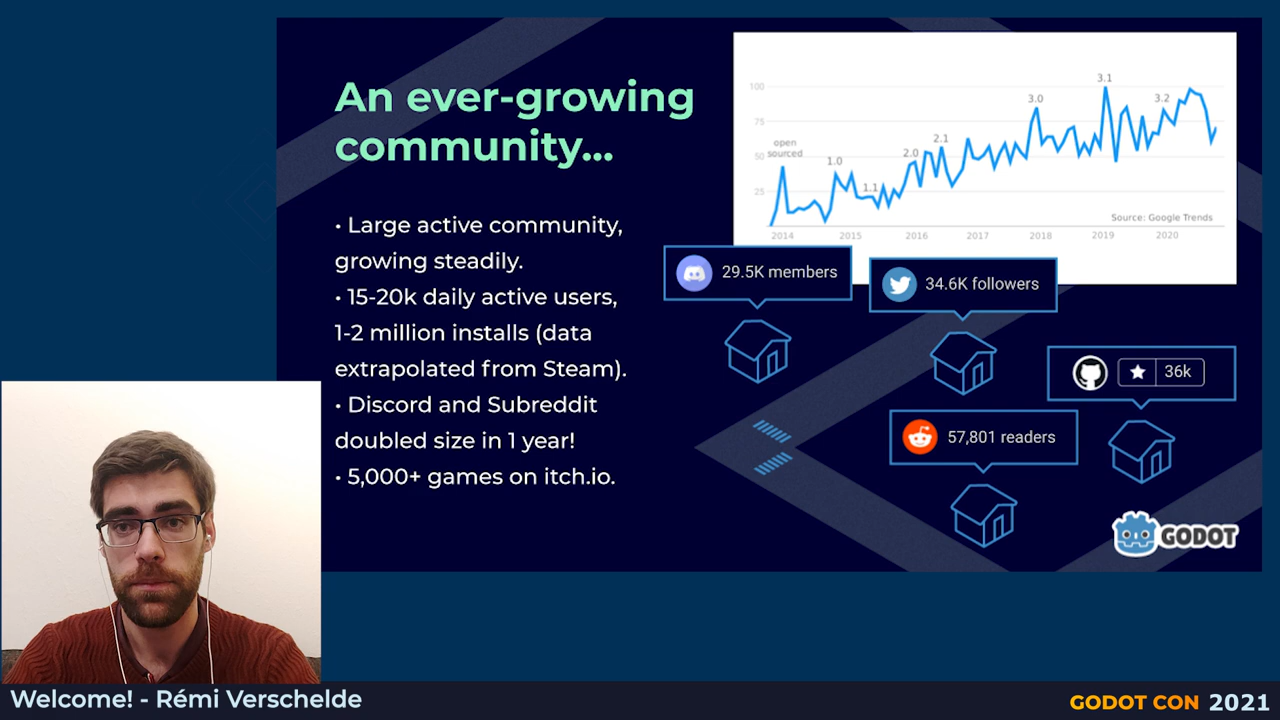 An ever-growing
community...
• Large active community,
growing steadily.
• 15-20k daily active users,
1-2 million installs (data
extrapolated from Steam).
• Discord and Subreddit
doubled size in 1 year!
• 5,000+ games on itch.io.
100
75
50
25
open
sourced
1.0
1.1
2.0
2.1
3.0
3.1
3.2
Source: Google Trends
2014 2015 2016 2017 2018 2019 2020
29.5K members
34.6K followers
36k
57,801 readers
GODOT
Welcome! - Rémi Verschelde
GODOT CON 2021